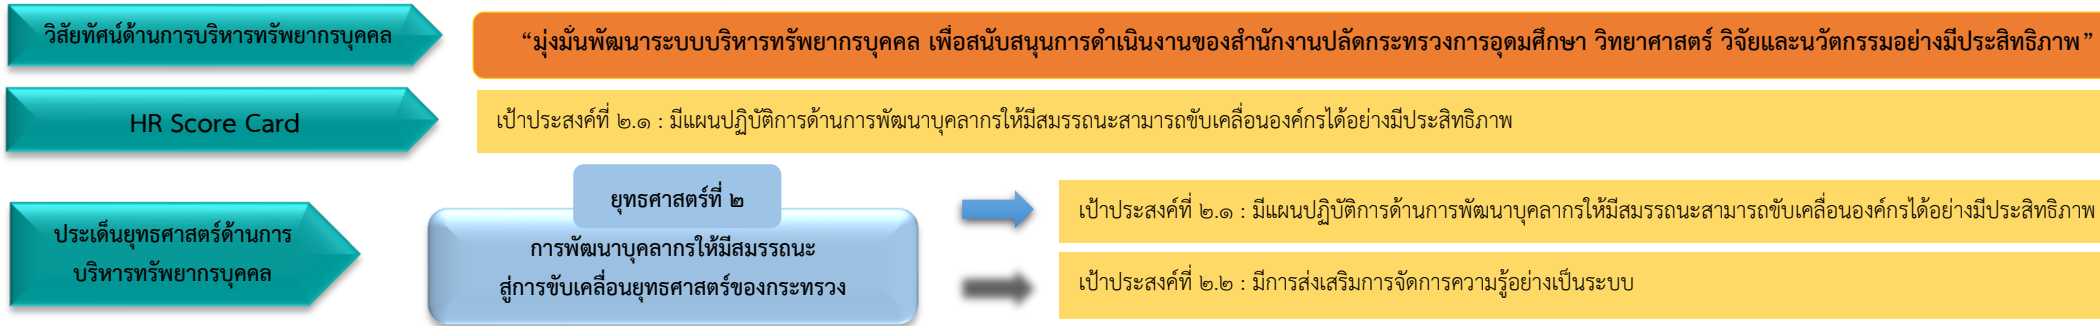 วิสัยทัศน์ด้านการบริหารทรัพยากรบุคคล
“มุ่งมั่นพัฒนาระบบบริหารทรัพยากรบุคคล เพื่อสนับสนุนการดำเนินงานของสำนักงานปลัดกระทรวงการอุดมศึกษา วิทยาศาสตร์ วิจัยและนวัตกรรมอย่างมีประสิทธิภาพ”
HR Score Card
เป้าประสงค์ที่ ๒.๑ : มีแผนปฏิบัติการด้านการพัฒนาบุคลากรให้มีสมรรถนะสามารถขับเคลื่อนองค์กรได้อย่างมีประสิทธิภาพ
ประเด็นยุทธศาสตร์ด้านการ
บริหารทรัพยากรบุคคล
ยุทธศาสตร์ที่ ๒
การพัฒนาบุคลากรให้มีสมรรถนะ
สู่การขับเคลื่อนยุทธศาสตร์ของกระทรวง
เป้าประสงค์ที่ ๒.๑ : มีแผนปฏิบัติการด้านการพัฒนาบุคลากรให้มีสมรรถนะสามารถขับเคลื่อนองค์กรได้อย่างมีประสิทธิภาพ
เป้าประสงค์ที่ ๒.๒ : มีการส่งเสริมการจัดการความรู้อย่างเป็นระบบ